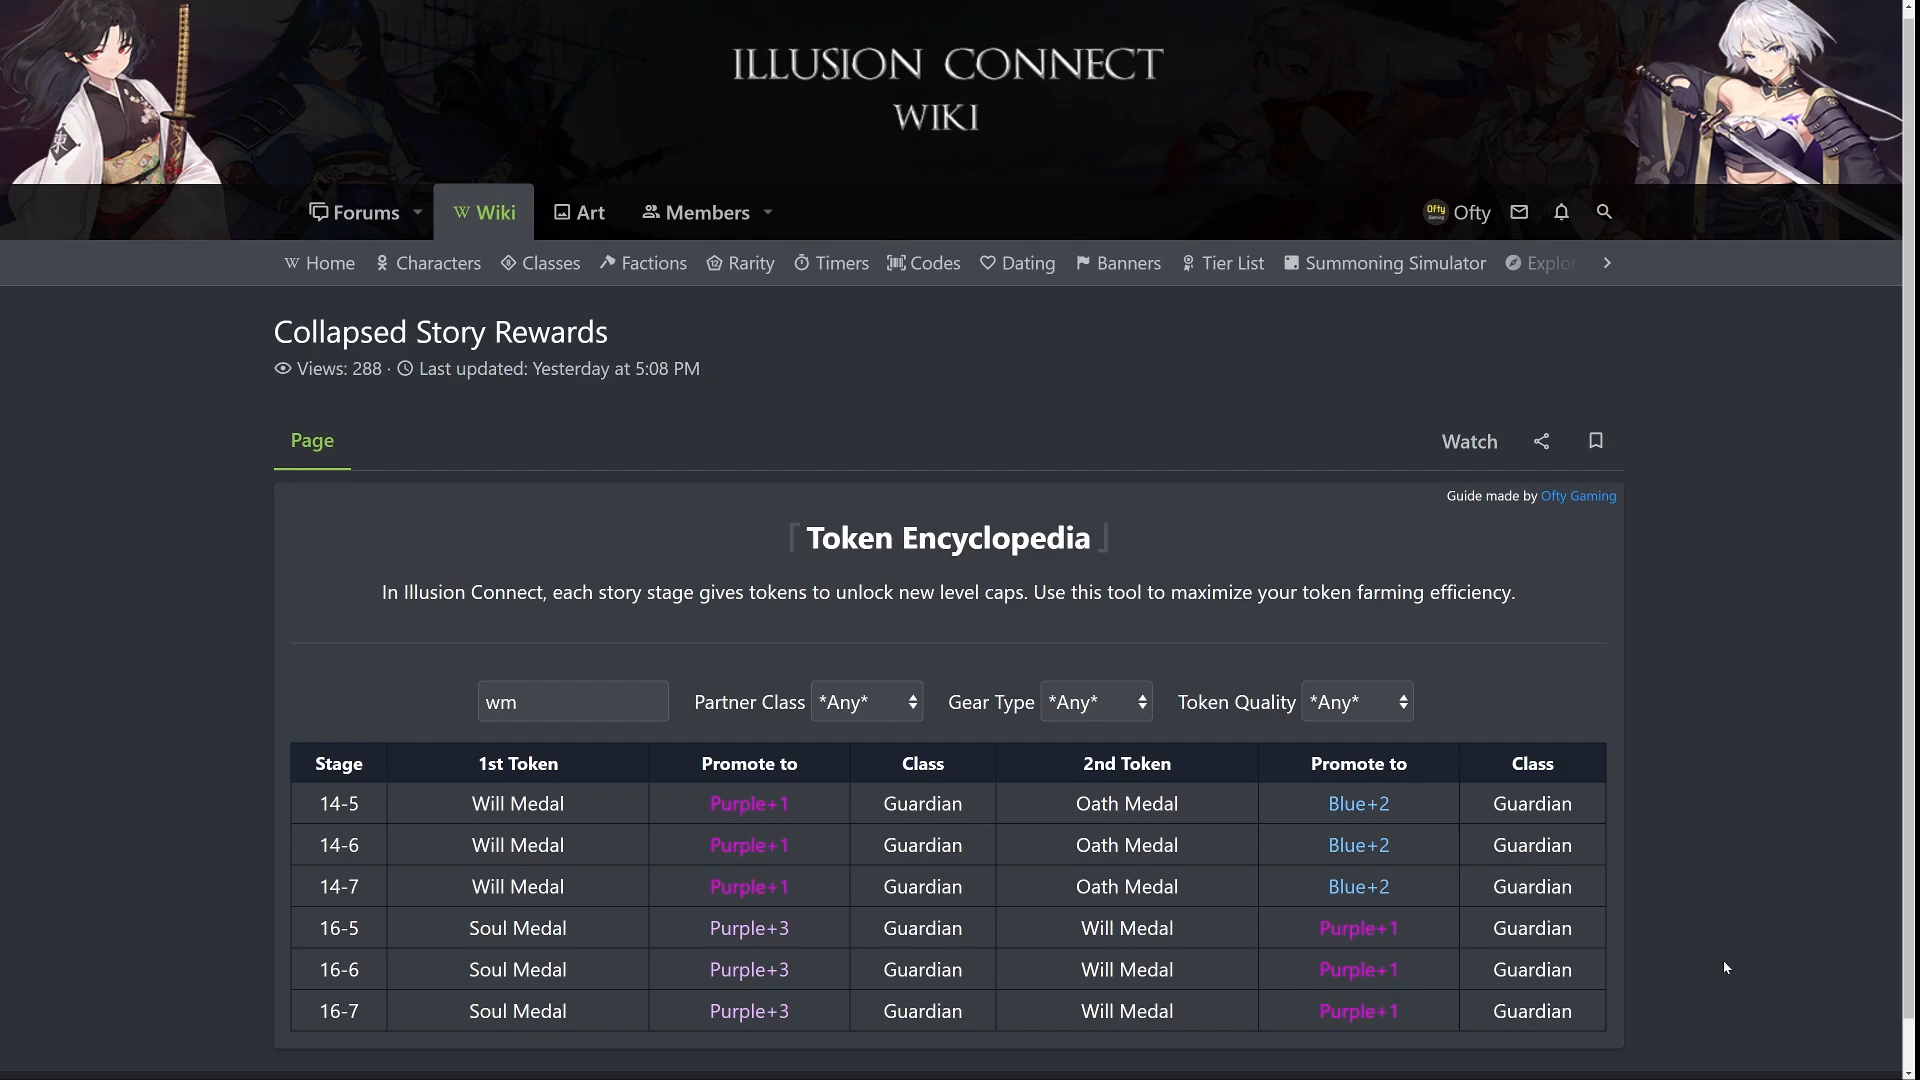 ILLUSION CONNECT
WIKI
Forums Wiki Art Members Ofty
Home Characters Classes Factions Rarity Timers Codes Dating Banners Tier List Summoning Simulator
Collapsed Story Rewards
Views: 288 · Last updated: Yesterday at 5:08 PM
Page Watch
Guide made by Ofty Gaming
「Token Encyclopedia」
In Illusion Connect, each story stage gives tokens to unlock new level caps. Use this tool to maximize your token farming efficiency.
wm Partner Class *Any* Gear Type *Any* Token Quality *Any*
Stage 1st Token Promote to Class 2nd Token Promote to Class
14-5 Will Medal Purple+1 Guardian Oath Medal Blue+2 Guardian
14-6 Will Medal Purple+1 Guardian Oath Medal Blue+2 Guardian
14-7 Will Medal Purple+1 Guardian Oath Medal Blue+2 Guardian
16-5 Soul Medal Purple+3 Guardian Will Medal Purple+1 Guardian
16-6 Soul Medal Purple+3 Guardian Will Medal Purple+1 Guardian
16-7 Soul Medal Purple+3 Guardian Will Medal Purple+1 Guardian